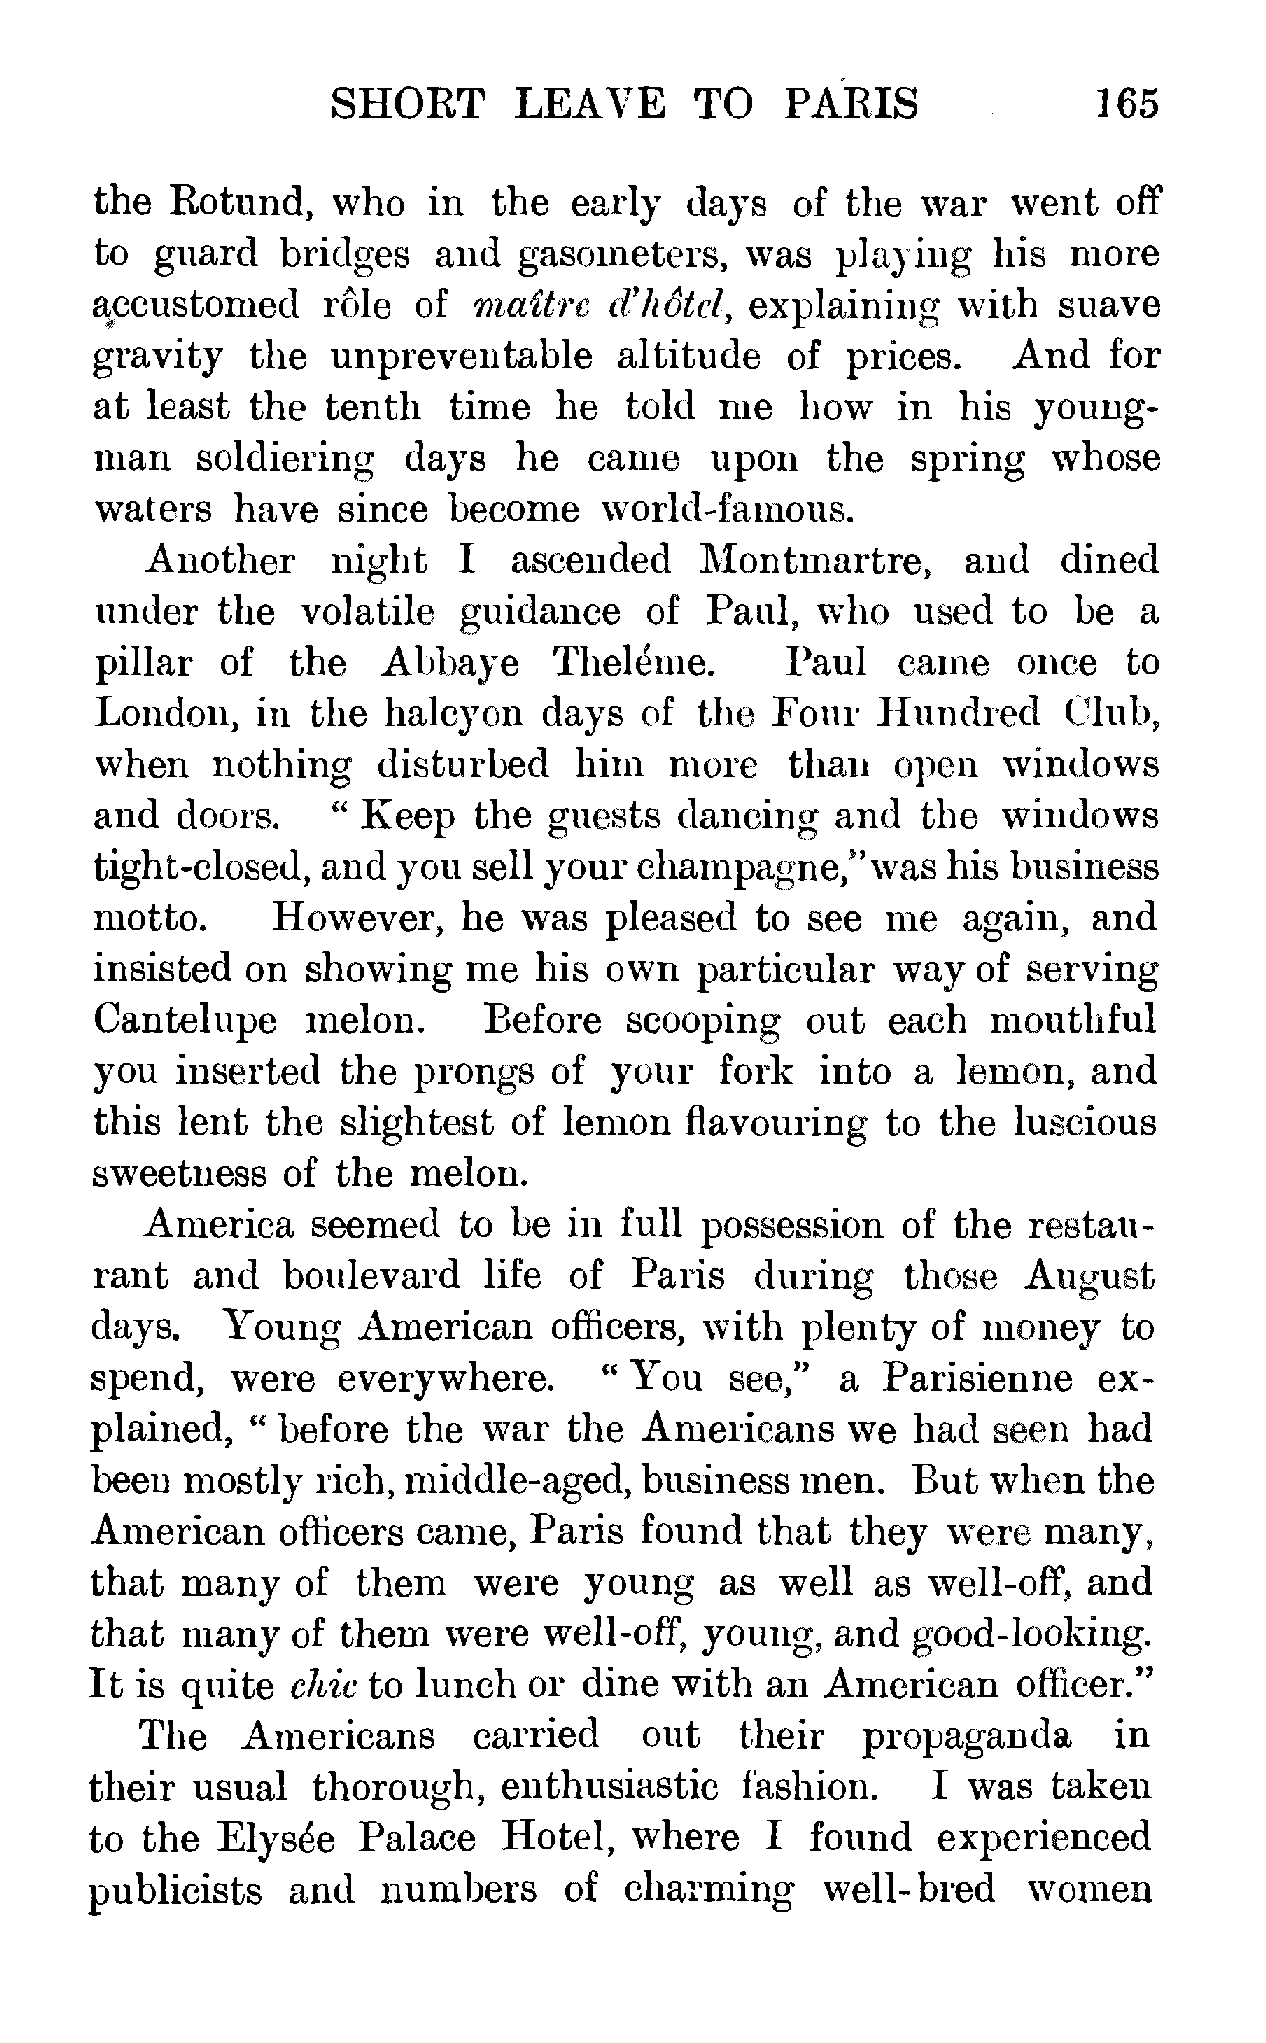 SHORT LEAVE TO PARIS 165
the Rotund, who in the early days of the war went off
to guard bridges and gasometers, was playing his more
accustomed rôle of maître d'hôtel, explaining with suave
gravity the unpreventable altitude of prices. And for
at least the tenth time he told me how in his young-
man soldiering days he came upon the spring whose
waters have since become world-famous.
Another night I ascended Montmartre, and dined
under the volatile guidance of Paul, who used to be a
pillar of the Abbaye Theléme. Paul came once to
London, in the halcyon days of the Four Hundred Club,
when nothing disturbed him more than open windows
and doors. “ Keep the guests dancing and the windows
tight-closed, and you sell your champagne,” was his business
motto. However, he was pleased to see me again, and
insisted on showing me his own particular way of serving
Cantelupe melon. Before scooping out each mouthful
you inserted the prongs of your fork into a lemon, and
this lent the slightest of lemon flavouring to the luscious
sweetness of the melon.
America seemed to be in full possession of the restau-
rant and boulevard life of Paris during those August
days. Young American officers, with plenty of money to
spend, were everywhere. “ You see,” a Parisienne ex-
plained, “ before the war the Americans we had seen had
been mostly rich, middle-aged, business men. But when the
American officers came, Paris found that they were many,
that many of them were young as well as well-off, and
that many of them were well-off, young, and good-looking.
It is quite chic to lunch or dine with an American officer.”
The Americans carried out their propaganda in
their usual thorough, enthusiastic fashion. I was taken
to the Elysée Palace Hotel, where I found experienced
publicists and numbers of charming well-bred women